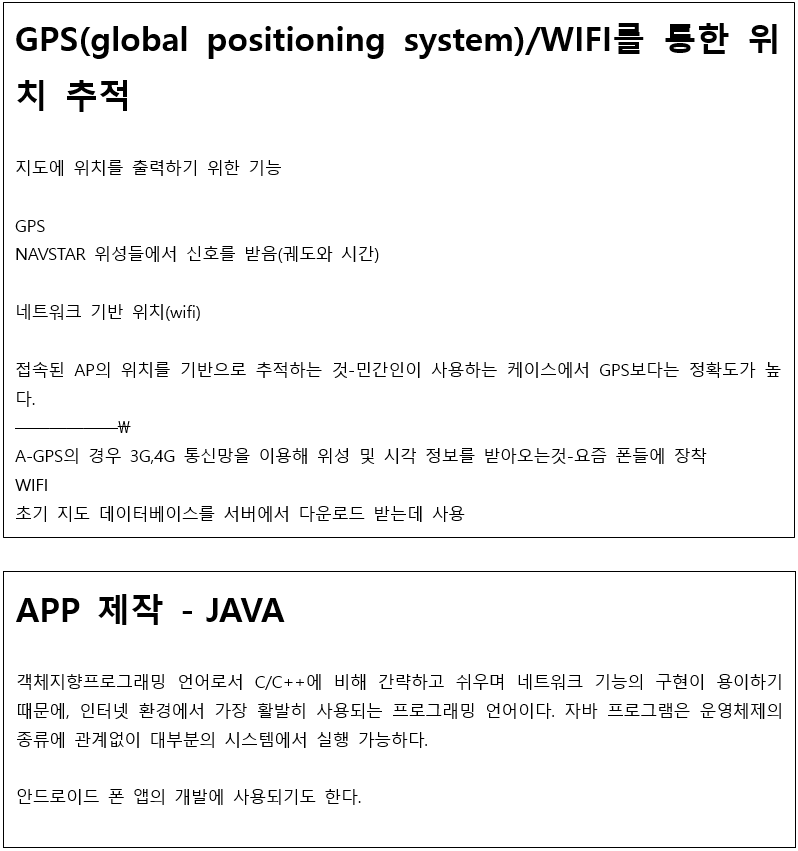 GPS(global positioning system)/WIFI를 통한 위
치 추적
지도에 위치를 출력하기 위한 기능
GPS
NAVSTAR 위성들에서 신호를 받음(궤도와 시간)
네트워크 기반 위치(wifi)
접속된 AP의 위치를 기반으로 추적하는 것-민간인이 사용하는 케이스에서 GPS보다는 정확도가 높
다.
——————₩
A-GPS의 경우 3G,4G 통신망을 이용해 위성 및 시각 정보를 받아오는것-요즘 폰들에 장착
WIFI
초기 지도 데이터베이스를 서버에서 다운로드 받는데 사용
APP 제작 - JAVA
객체지향프로그래밍 언어로서 C/C++에 비해 간략하고 쉬우며 네트워크 기능의 구현이 용이하기
때문에, 인터넷 환경에서 가장 활발히 사용되는 프로그래밍 언어이다. 자바 프로그램은 운영체제의
종류에 관계없이 대부분의 시스템에서 실행 가능하다.
안드로이드 폰 앱의 개발에 사용되기도 한다.